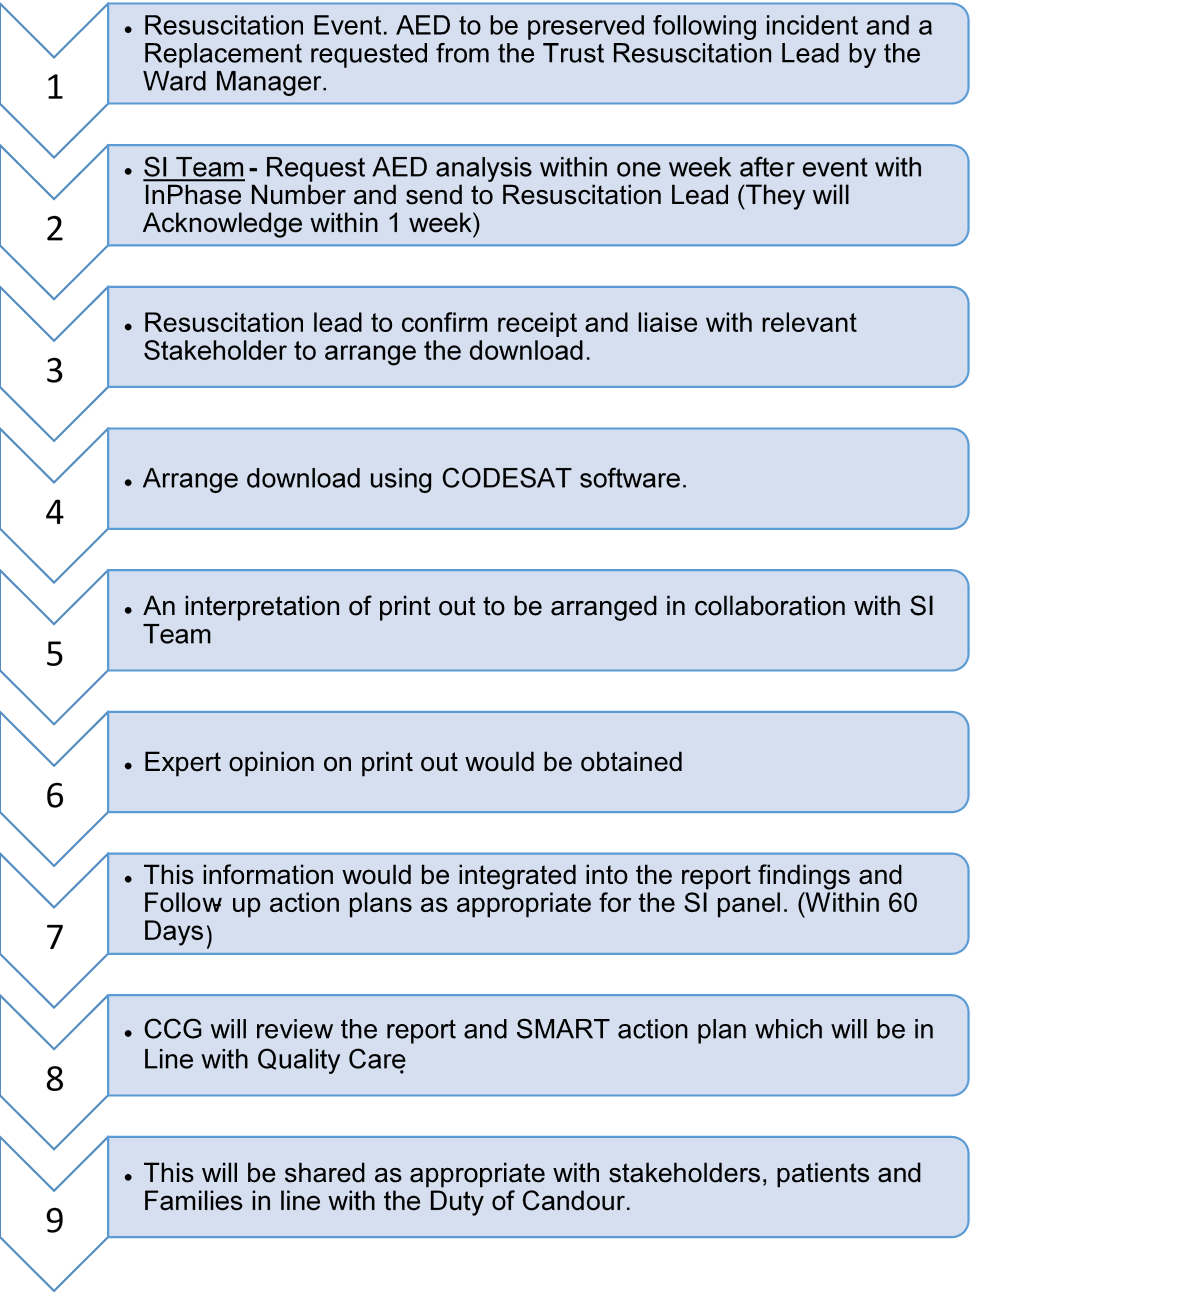 1
• Resuscitation Event. AED to be preserved following incident and a
Replacement requested from the Trust Resuscitation Lead by the
Ward Manager.
2
• SI Team - Request AED analysis within one week after event with
InPhase Number and send to Resuscitation Lead (They will
Acknowledge within 1 week)
3
• Resuscitation lead to confirm receipt and liaise with relevant
Stakeholder to arrange the download.
4
• Arrange download using CODESAT software.
5
• An interpretation of print out to be arranged in collaboration with SI
Team
6
• Expert opinion on print out would be obtained
7
• This information would be integrated into the report findings and
Follow up action plans as appropriate for the SI panel. (Within 60
Days)
8
• CCG will review the report and SMART action plan which will be in
Line with Quality Care.
9
• This will be shared as appropriate with stakeholders, patients and
Families in line with the Duty of Candour.